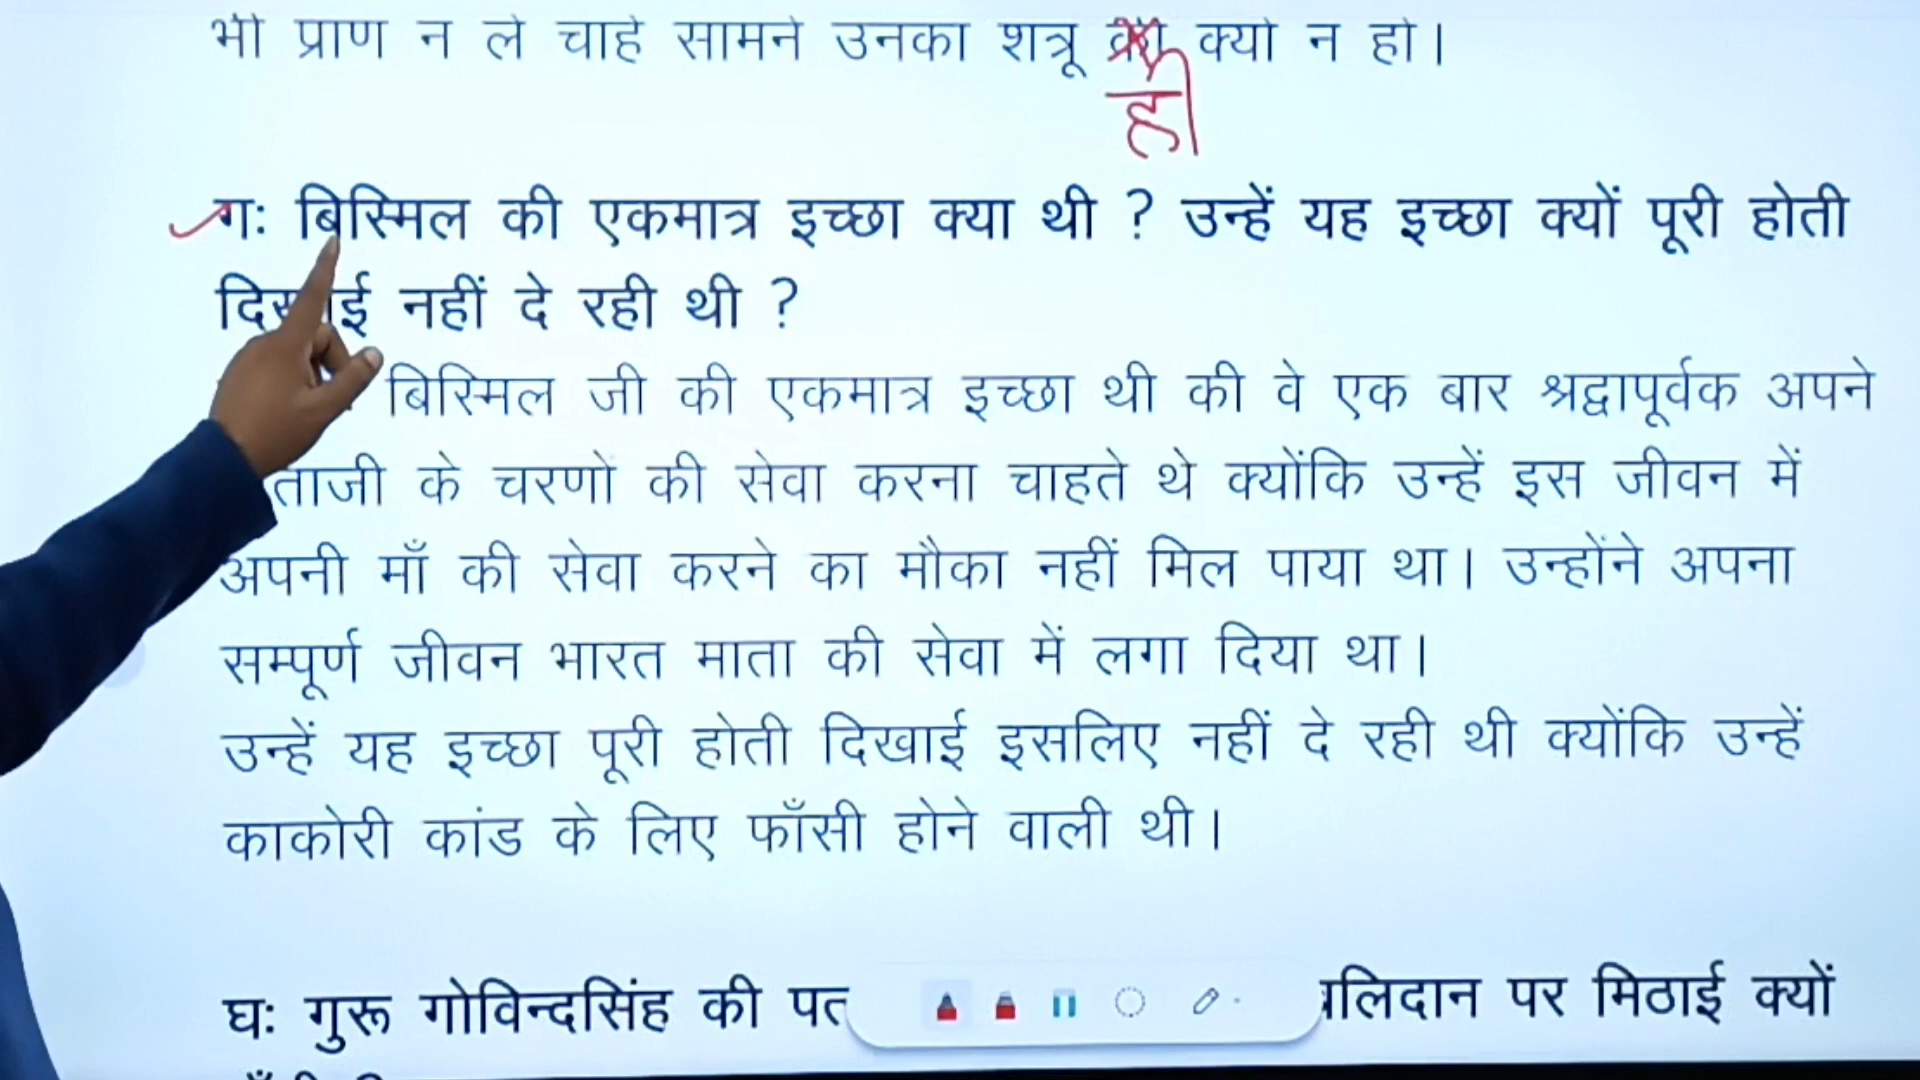 भी प्राण न ले चाहे सामने उनका शत्रू क्यों न हो।
ही
गः बिस्मिल की एकमात्र इच्छा क्या थी ? उन्हें यह इच्छा क्यों पूरी होती
नहीं दे रही थी ?
बिस्मिल जी की एकमात्र इच्छा थी की वे एक बार श्रद्वापूर्वक अपने
ताजी के चरणो की सेवा करना चाहते थे क्योंकि उन्हें इस जीवन में
अपनी माँ की सेवा करने का मौका नहीं मिल पाया था। उन्होंने अपना
सम्पूर्ण जीवन भारत माता की सेवा में लगा दिया था।
उन्हें यह इच्छा पूरी होती दिखाई इसलिए नहीं दे रही थी क्योंकि उन्हें
काकोरी कांड के लिए फाँसी होने वाली थी।
घः गुरू गोविन्दसिंह की पत लिदान पर मिठाई क्यों